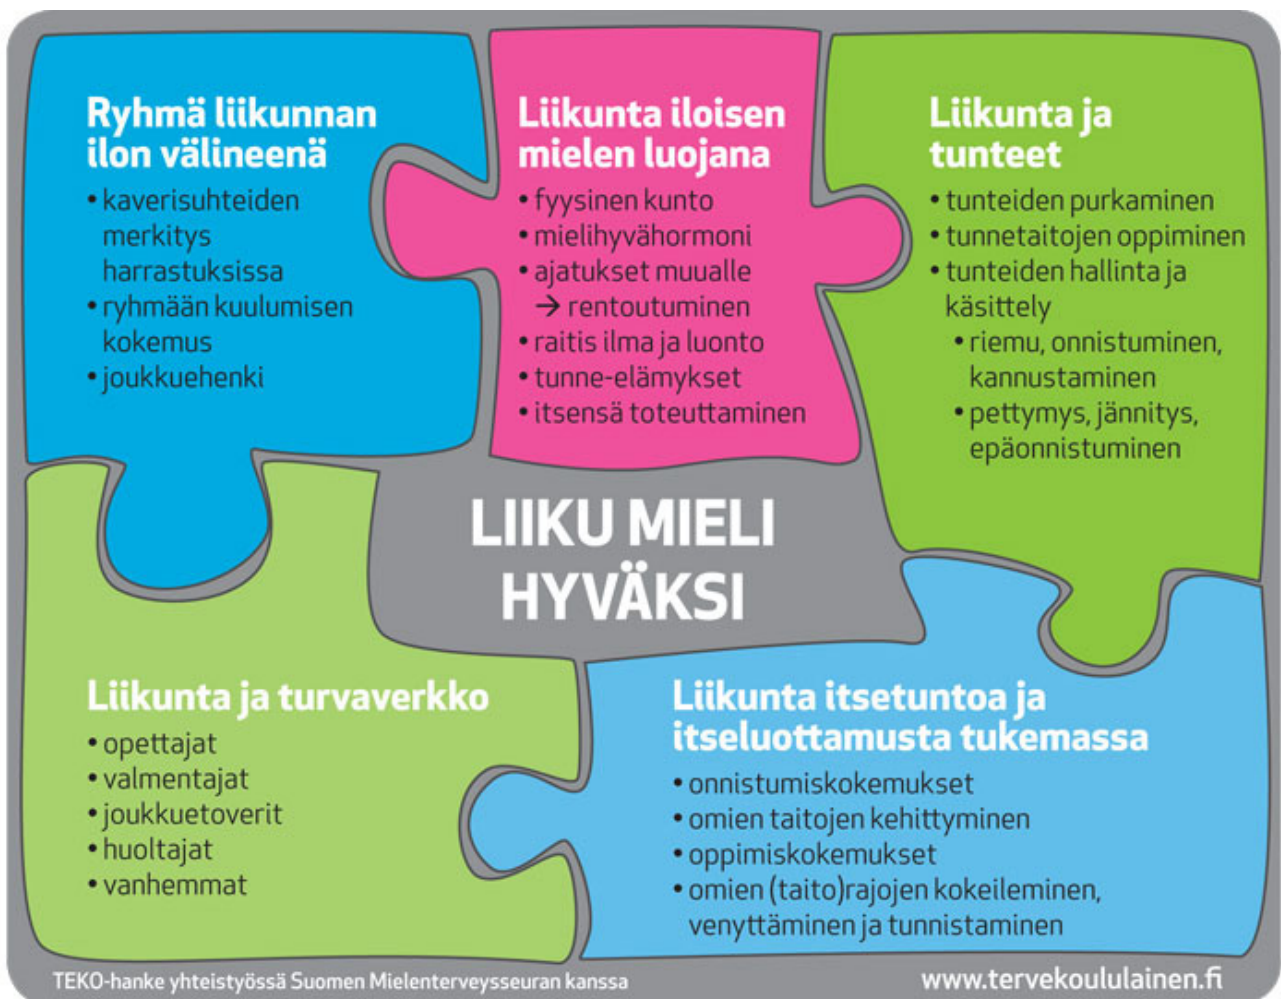 Ryhmä liikunnan
ilon välineenä
• kaverisuhteiden
merkitys
harrastuksissa
• ryhmään kuulumisen
kokemus
• joukkuehenki
Liikunta iloisen
mielen luojana
• fyysinen kunto
• mielihyvähormoni
• ajatukset muualle
→ rentoutuminen
• raitis ilma ja luonto
• tunne-elämykset
• itsensä toteuttaminen
Liikunta ja
tunteet
• tunteiden purkaminen
• tunnetaitojen oppiminen
• tunteiden hallinta ja
käsittely
• riemu, onnistuminen,
kannustaminen
• pettymys, jännitys,
epäonnistuminen
LIIKU MIELI
HYVÄKSI
Liikunta ja turvaverkko
• opettajat
• valmentajat
• joukkuetoverit
• huoltajat
• vanhemmat
Liikunta itsetuntoa ja
itseluottamusta tukemassa
• onnistumiskokemukset
• omien taitojen kehittyminen
• oppimiskokemukset
• omien (taito)rajojen kokeileminen,
venyttäminen ja tunnistaminen
TEKO-hanke yhteistyössä Suomen Mielenterveysseuran kanssa
www.tervekoululainen.fi